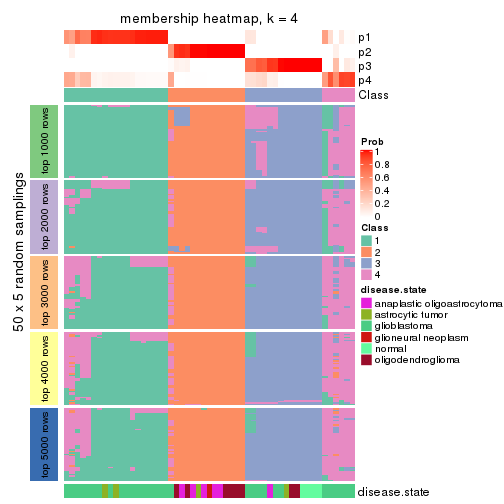 membership heatmap, k = 4
p1
p2
p3
p4
Class
50 x 5 random samplings
top 1000 rows
top 2000 rows
top 3000 rows
top 4000 rows
top 5000 rows
disease.state
Prob
1
0.8
0.6
0.4
0.2
0
Class
1
2
3
4
disease.state
anaplastic oligoastrocytoma
astrocytic tumor
glioblastoma
glioneural neoplasm
normal
oligodendroglioma